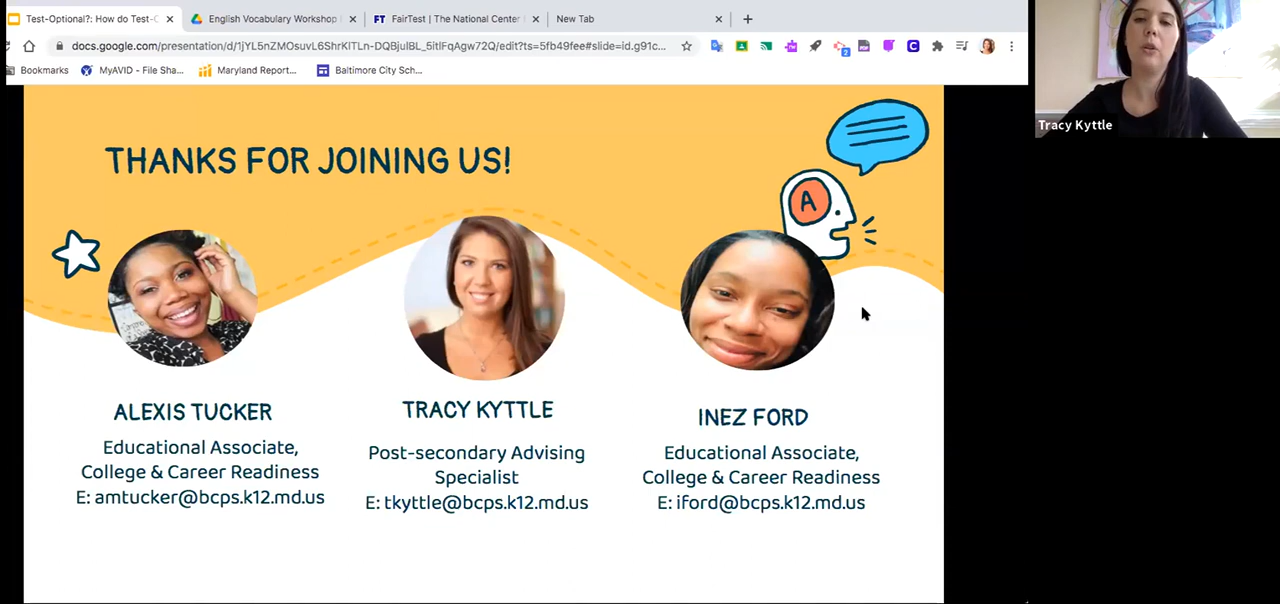 Test-Optional?: How do Test-C
English Vocabulary Workshop
FairTest | The National Center
New Tab
docs.google.com/presentation/d/1jYL5nZMOsuvL6ShrKlTLn-DQBjulBL_5itlFqAgw72Q/edit?ts=5fb49fee#slide=id.g91c...
Bookmarks
MyAVID - File Sha...
Maryland Report...
Baltimore City Sch...
Tracy Kyttle
THANKS FOR JOINING US!
A
ALEXIS TUCKER
Educational Associate,
College & Career Readiness
E: amtucker@bcps.k12.md.us
TRACY KYTTLE
Post-secondary Advising
Specialist
E: tkyttle@bcps.k12.md.us
INEZ FORD
Educational Associate,
College & Career Readiness
E: iford@bcps.k12.md.us